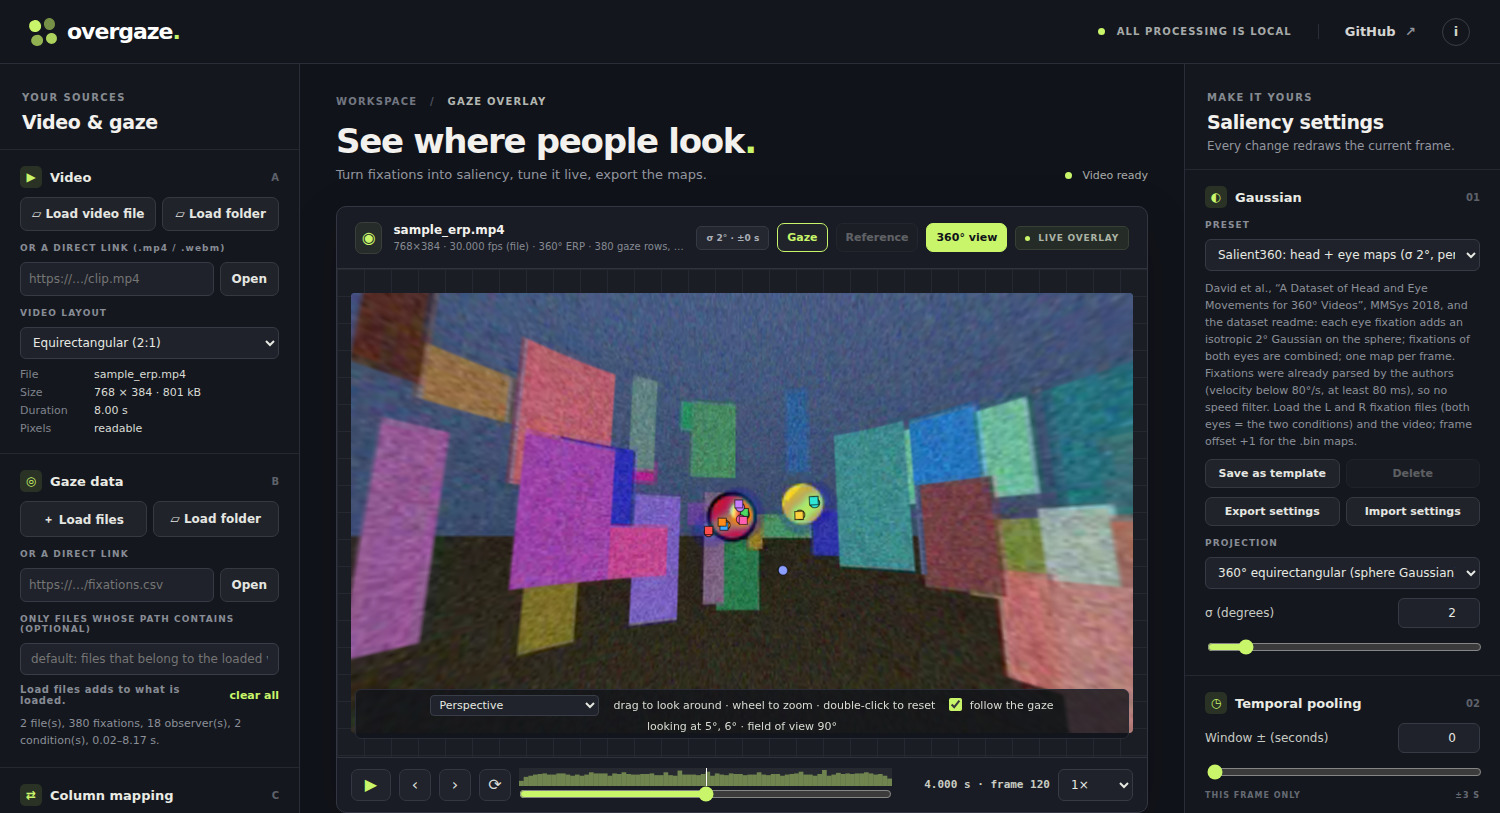 overgaze.
ALL PROCESSING IS LOCAL
GitHub ↗
i
YOUR SOURCES
Video & gaze
▶ Video A
▱ Load video file ▱ Load folder
OR A DIRECT LINK (.mp4 / .webm)
https://.../clip.mp4 Open
VIDEO LAYOUT
Equirectangular (2:1)
File sample_erp.mp4
Size 768 × 384 · 801 kB
Duration 8.00 s
Pixels readable
◎ Gaze data B
+ Load files ▱ Load folder
OR A DIRECT LINK
https://.../fixations.csv Open
ONLY FILES WHOSE PATH CONTAINS
(OPTIONAL)
default: files that belong to the loaded
Load files adds to what is
loaded.
clear all
2 file(s), 380 fixations, 18 observer(s), 2
condition(s), 0.02–8.17 s.
⇄ Column mapping C
WORKSPACE / GAZE OVERLAY
See where people look.
Turn fixations into saliency, tune it live, export the maps.
Video ready
sample_erp.mp4
768×384 · 30.000 fps (file) · 360° ERP · 380 gaze rows, ...
σ 2° · ±0 s
Gaze
Reference
360° view
LIVE OVERLAY
Perspective
drag to look around · wheel to zoom · double-click to reset
follow the gaze
looking at 5°, 6° · field of view 90°
4.000 s · frame 120
1×
MAKE IT YOURS
Saliency settings
Every change redraws the current frame.
Gaussian 01
PRESET
Salient360: head + eye maps (σ 2°, per
David et al., “A Dataset of Head and Eye
Movements for 360° Videos”, MMSys 2018, and
the dataset readme: each eye fixation adds an
isotropic 2° Gaussian on the sphere; fixations of
both eyes are combined; one map per frame.
Fixations were already parsed by the authors
(velocity below 80°/s, at least 80 ms), so no
speed filter. Load the L and R fixation files (both
eyes = the two conditions) and the video; frame
offset +1 for the .bin maps.
Save as template Delete
Export settings Import settings
PROJECTION
360° equirectangular (sphere Gaussian
σ (degrees) 2
Temporal pooling 02
Window ± (seconds) 0
THIS FRAME ONLY ±3 S